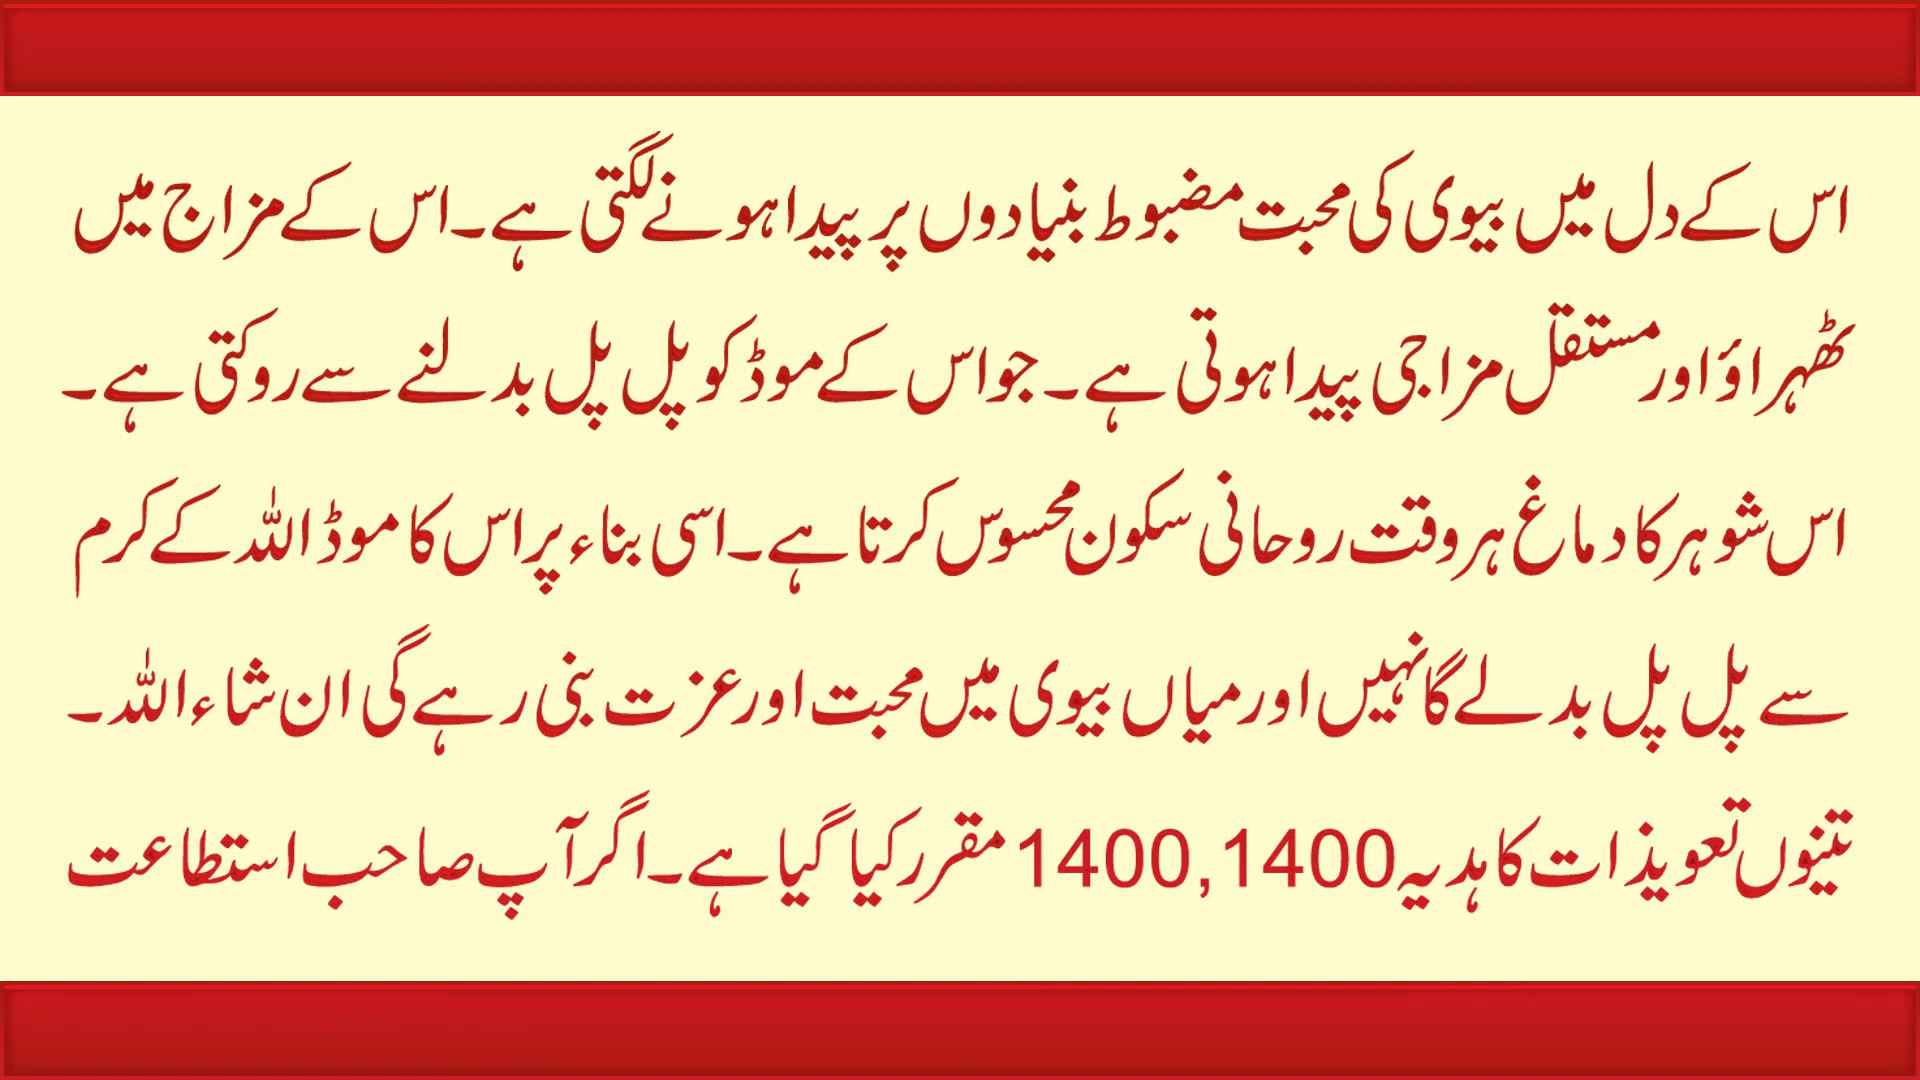 اس کے دل میں بیوی کی محبت مضبوط بنیادوں پر پیدا ہونے لگتی ہے۔ اس کے مزاج میں
ٹھہراؤ اور مستقل مزاجی پیدا ہوتی ہے۔ جو اس کے موڈ کو پل پل بدلنے سے روکتی ہے۔
اس شوہر کا دماغ ہر وقت روحانی سکون محسوس کرتا ہے۔ اسی بناء پر اس کا موڈ اللہ کے کرم
سے پل پل بدلے گا نہیں اور میاں بیوی میں محبت اور عزت بنی رہے گی ان شاء اللہ۔
تینوں تعویذات کا ہدیہ 1400,1400 مقرر کیا گیا ہے۔ اگر آپ صاحب استطاعت